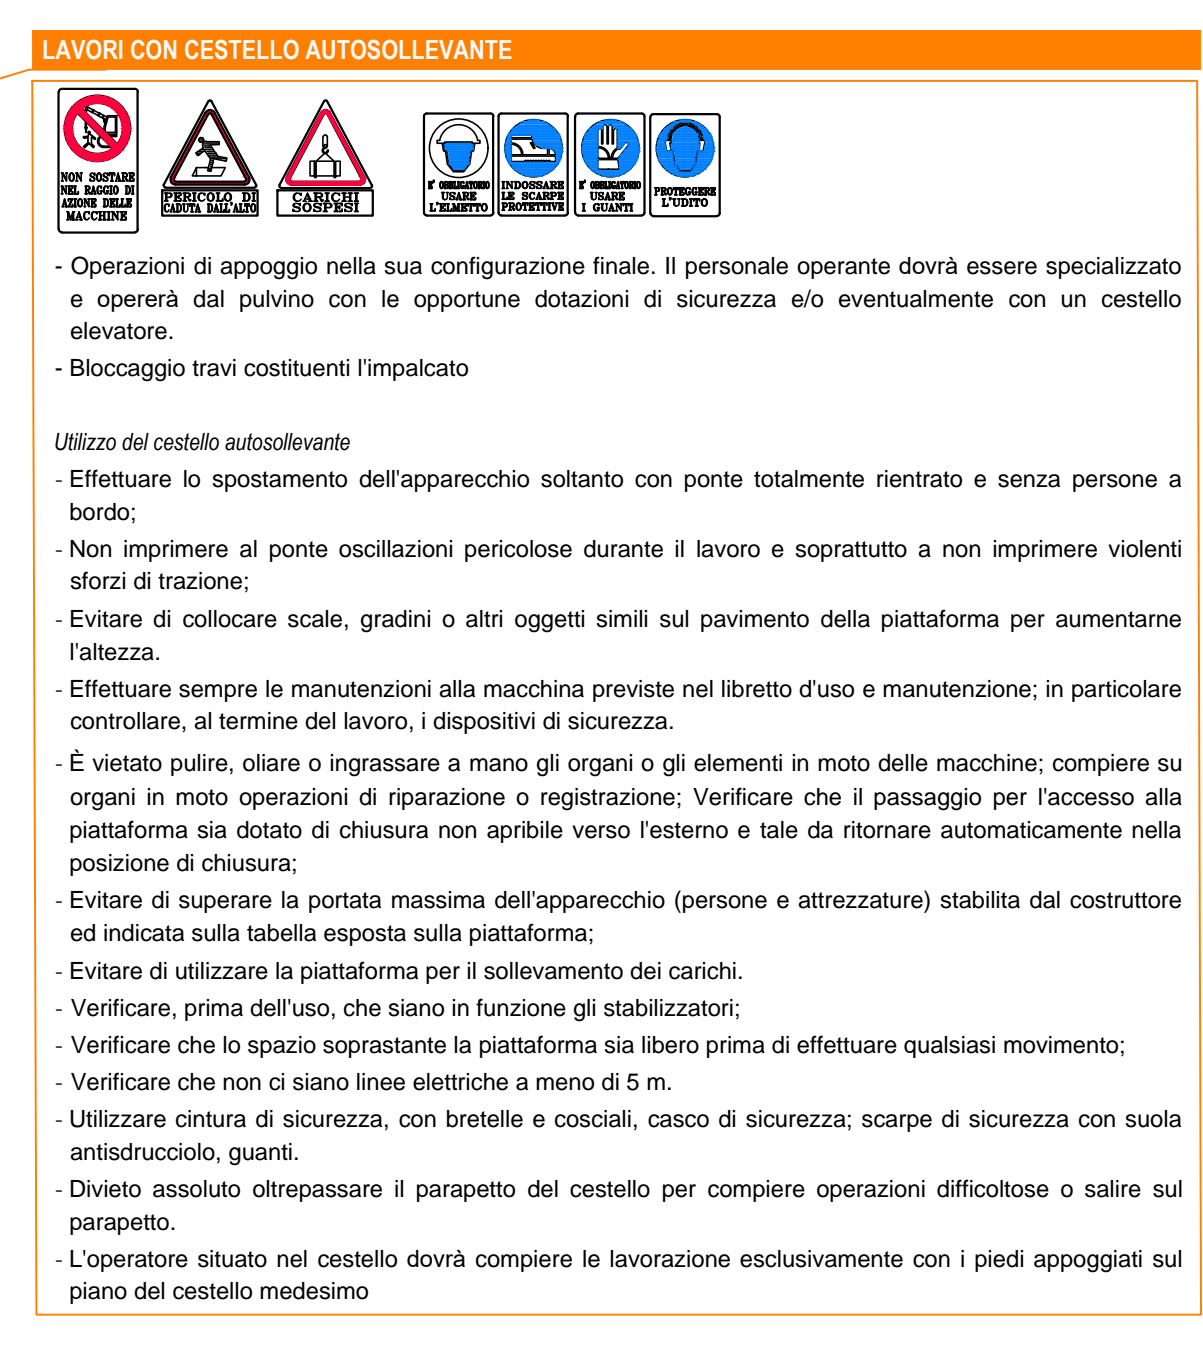 LAVORI CON CESTELLO AUTOSOLLEVANTE
NON SOSTARE
NEL RAGGIO DI
AZIONE DELLE
MACCHINE
PERICOLO DI
CADUTA DALL'ALTO
CARICHI
SOSPESI
E' OBBLIGATORIO
USARE
L'ELMETTO
INDOSSARE
LE SCARPE
PROTETTIVE
E' OBBLIGATORIO
USARE
I GUANTI
PROTEGGERE
L'UDITO
- Operazioni di appoggio nella sua configurazione finale. Il personale operante dovrà essere specializzato
e opererà dal pulvino con le opportune dotazioni di sicurezza e/o eventualmente con un cestello
elevatore.
- Bloccaggio travi costituenti l'impalcato
Utilizzo del cestello autosollevante
- Effettuare lo spostamento dell'apparecchio soltanto con ponte totalmente rientrato e senza persone a
bordo;
- Non imprimere al ponte oscillazioni pericolose durante il lavoro e soprattutto a non imprimere violenti
sforzi di trazione;
- Evitare di collocare scale, gradini o altri oggetti simili sul pavimento della piattaforma per aumentarne
l'altezza.
- Effettuare sempre le manutenzioni alla macchina previste nel libretto d'uso e manutenzione; in particolare
controllare, al termine del lavoro, i dispositivi di sicurezza.
- È vietato pulire, oliare o ingrassare a mano gli organi o gli elementi in moto delle macchine; compiere su
organi in moto operazioni di riparazione o registrazione; Verificare che il passaggio per l'accesso alla
piattaforma sia dotato di chiusura non apribile verso l'esterno e tale da ritornare automaticamente nella
posizione di chiusura;
- Evitare di superare la portata massima dell'apparecchio (persone e attrezzature) stabilita dal costruttore
ed indicata sulla tabella esposta sulla piattaforma;
- Evitare di utilizzare la piattaforma per il sollevamento dei carichi.
- Verificare, prima dell'uso, che siano in funzione gli stabilizzatori;
- Verificare che lo spazio soprastante la piattaforma sia libero prima di effettuare qualsiasi movimento;
- Verificare che non ci siano linee elettriche a meno di 5 m.
- Utilizzare cintura di sicurezza, con bretelle e cosciali, casco di sicurezza; scarpe di sicurezza con suola
antisdrucciolo, guanti.
- Divieto assoluto oltrepassare il parapetto del cestello per compiere operazioni difficoltose o salire sul
parapetto.
- L'operatore situato nel cestello dovrà compiere le lavorazione esclusivamente con i piedi appoggiati sul
piano del cestello medesimo